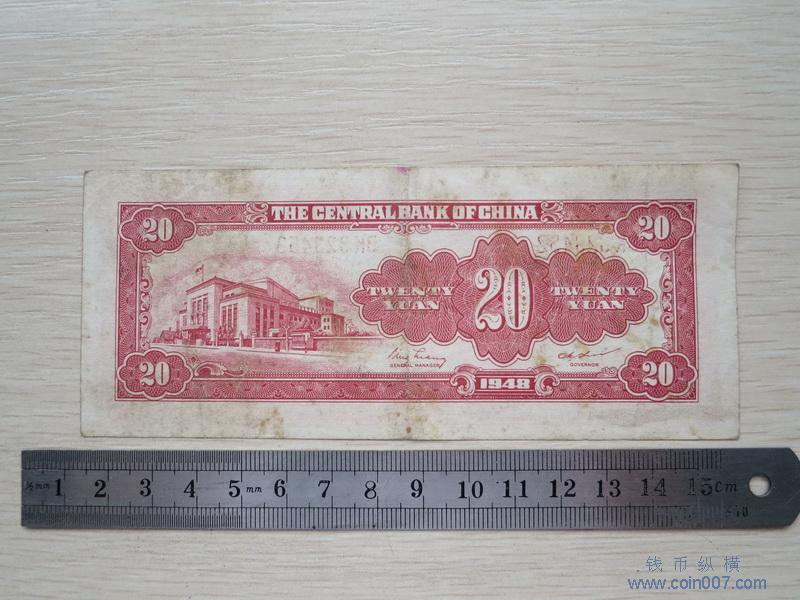 THE CENTRAL BANK OF CHINA
20
20
TWENTY
YUAN
20
TWENTY
YUAN
GENERAL MANAGER
GOVERNOR
20
1948
20
½mm 1 2 3 4 5 mm 6 7 8 9 10 11 12 13 14 15 cm
钱币纵横
www.coin007.com